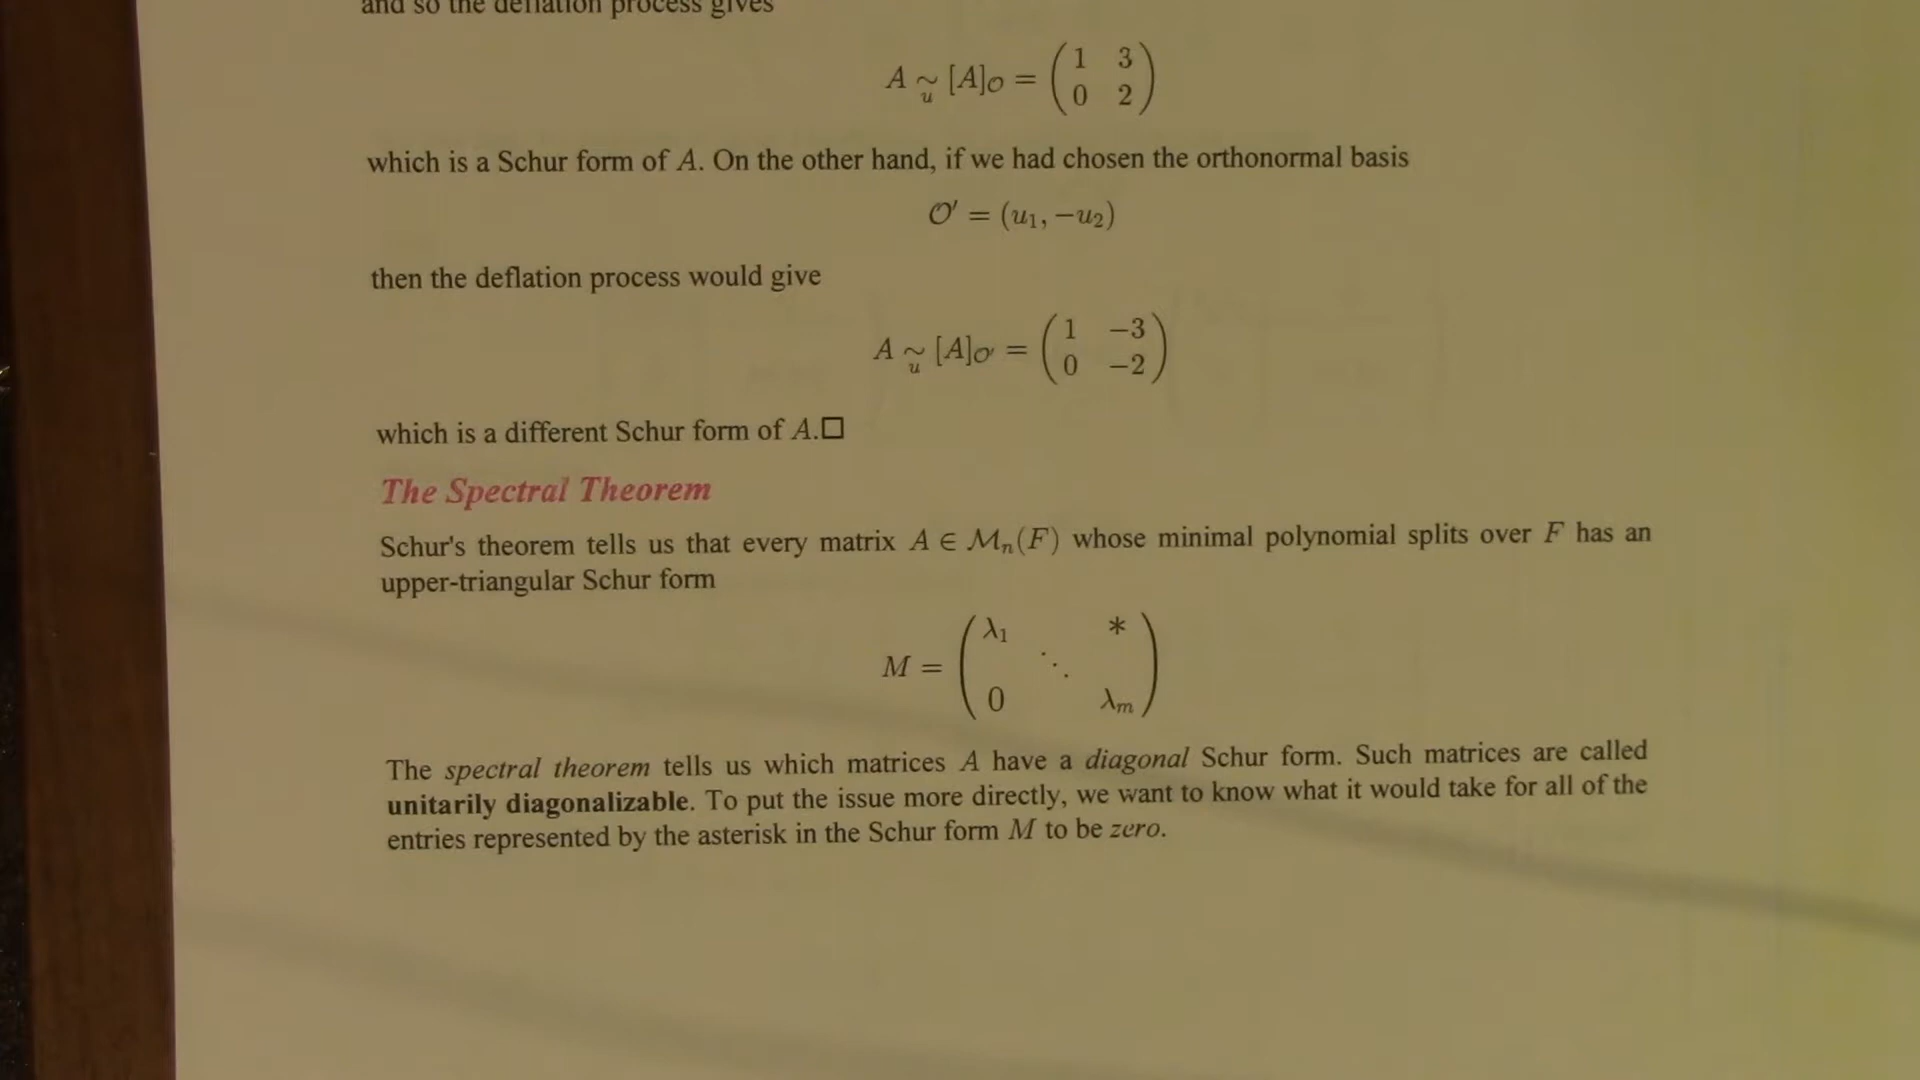 and so the deflation process gives
A ~u [A]𝒪 = ( 1 3
0 2 )
which is a Schur form of A. On the other hand, if we had chosen the orthonormal basis
𝒪′ = (u₁, −u₂)
then the deflation process would give
A ~u [A]𝒪′ = ( 1 −3
0 −2 )
which is a different Schur form of A.□
The Spectral Theorem
Schur's theorem tells us that every matrix A ∈ ℳₙ(F) whose minimal polynomial splits over F has an
upper-triangular Schur form
M = ( λ₁ *
⋱
0 λₘ )
The spectral theorem tells us which matrices A have a diagonal Schur form. Such matrices are called
unitarily diagonalizable. To put the issue more directly, we want to know what it would take for all of the
entries represented by the asterisk in the Schur form M to be zero.